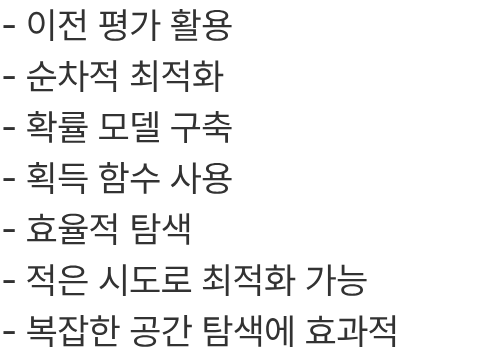 - 이전 평가 활용
- 순차적 최적화
- 확률 모델 구축
- 획득 함수 사용
- 효율적 탐색
- 적은 시도로 최적화 가능
- 복잡한 공간 탐색에 효과적